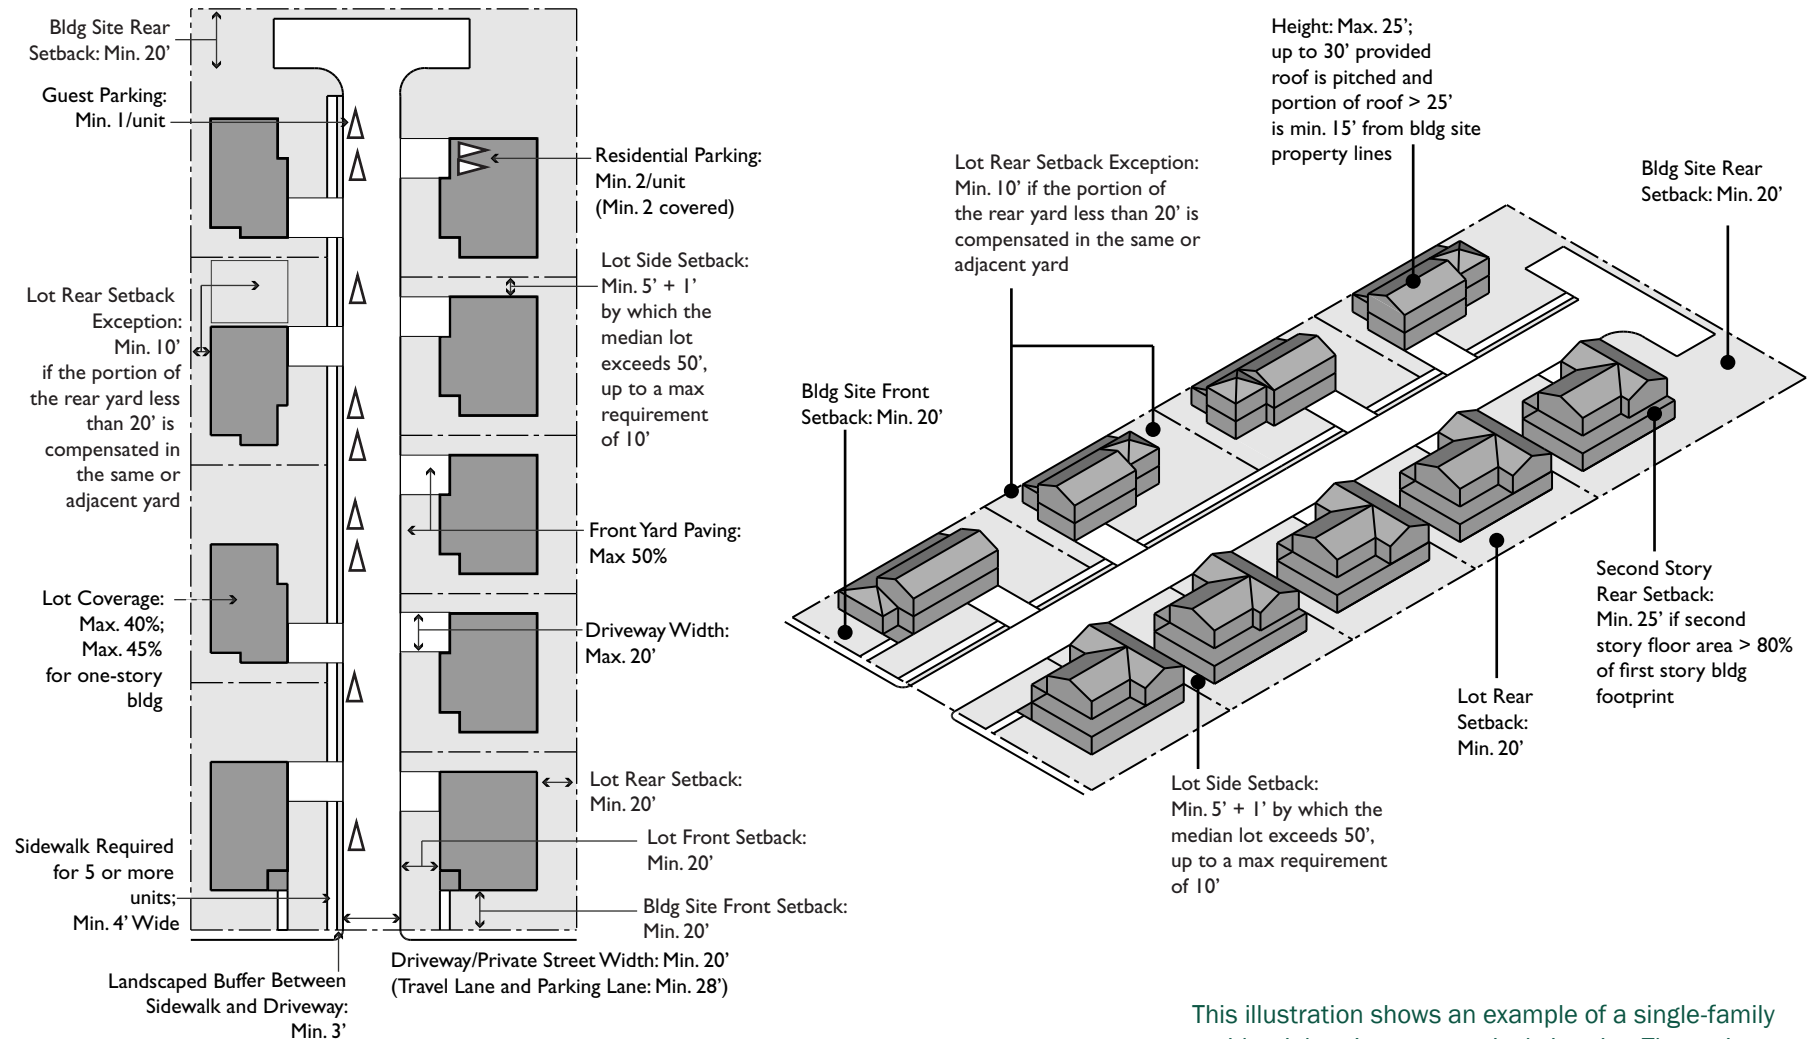 Bldg Site Rear
Setback: Min. 20’
Guest Parking:
Min. 1/unit
Lot Rear Setback
Exception:
Min. 10’
if the portion of
the rear yard less
than 20’ is
compensated in
the same or
adjacent yard
Lot Coverage:
Max. 40%;
Max. 45%
for one-story
bldg
Sidewalk Required
for 5 or more
units;
Min. 4’ Wide
Landscaped Buffer Between
Sidewalk and Driveway:
Min. 3’
Residential Parking:
Min. 2/unit
(Min. 2 covered)
Lot Side Setback:
Min. 5’ + 1’
by which the
median lot
exceeds 50’,
up to a max
requirement
of 10’
Front Yard Paving:
Max 50%
Driveway Width:
Max. 20’
Lot Rear Setback:
Min. 20’
Lot Front Setback:
Min. 20’
Bldg Site Front Setback:
Min. 20’
Driveway/Private Street Width: Min. 20’
(Travel Lane and Parking Lane: Min. 28’)
Bldg Site Front
Setback: Min. 20’
Lot Rear Setback Exception:
Min. 10’ if the portion of
the rear yard less than 20’ is
compensated in the same or
adjacent yard
Height: Max. 25’;
up to 30’ provided
roof is pitched and
portion of roof > 25’
is min. 15’ from bldg site
property lines
Bldg Site Rear
Setback: Min. 20’
Second Story
Rear Setback:
Min. 25’ if second
story floor area > 80%
of first story bldg
footprint
Lot Rear
Setback:
Min. 20’
Lot Side Setback:
Min. 5’ + 1’ by which the
median lot exceeds 50’,
up to a max requirement
of 10’
This illustration shows an example of a single-family